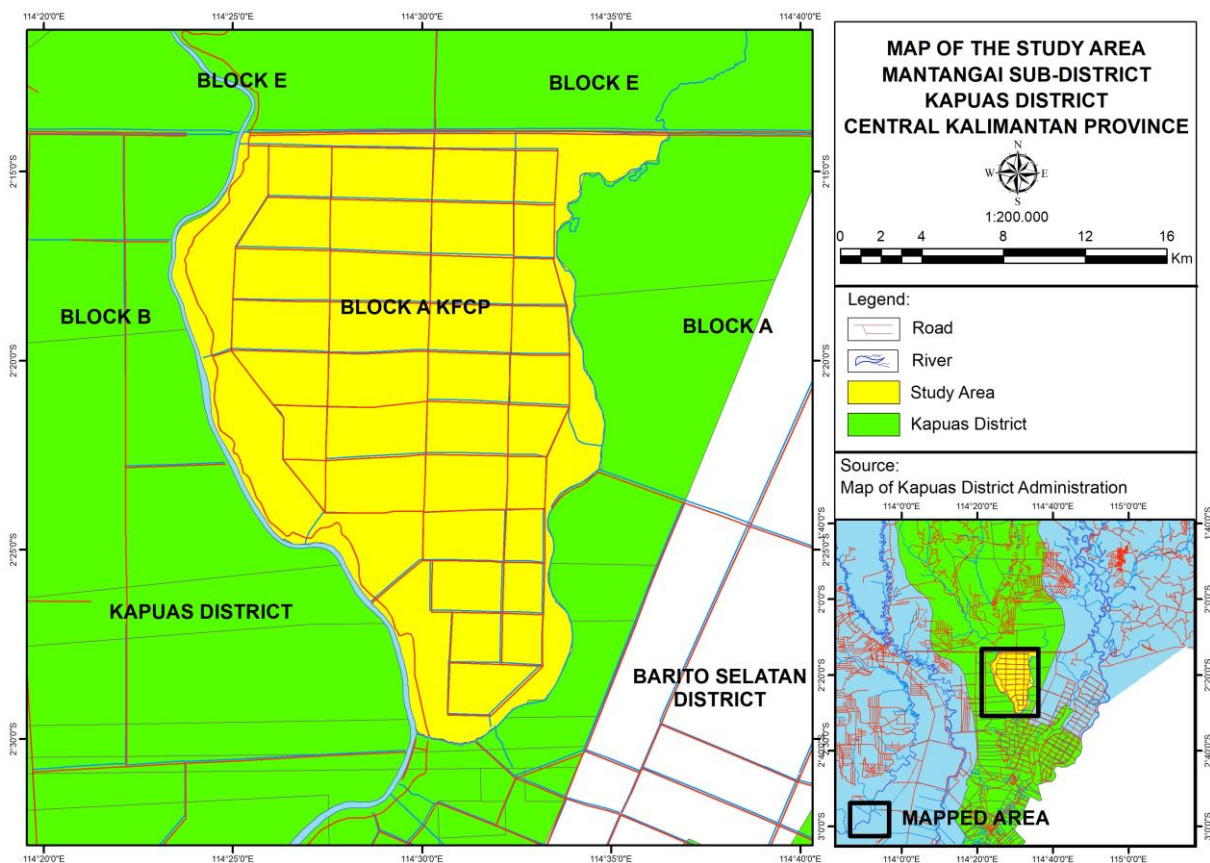 114°20'0"E 114°25'0"E 114°30'0"E 114°35'0"E 114°40'0"E
BLOCK E
BLOCK E
2°15'0"S
2°15'0"S
BLOCK B
BLOCK A KFCP
BLOCK A
2°20'0"S
2°20'0"S
2°25'0"S
2°25'0"S
KAPUAS DISTRICT
BARITO SELATAN
DISTRICT
2°30'0"S
2°30'0"S
114°20'0"E 114°25'0"E 114°30'0"E 114°35'0"E 114°40'0"E
MAP OF THE STUDY AREA
MANTANGAI SUB-DISTRICT
KAPUAS DISTRICT
CENTRAL KALIMANTAN PROVINCE
N
W E
S
1:200.000
0 2 4 8 12 16
Km
Legend:
Road
River
Study Area
Kapuas District
Source:
Map of Kapuas District Administration
114°0'0"E 114°20'0"E 114°40'0"E 115°0'0"E
1°40'0"S
1°40'0"S
2°0'0"S
2°0'0"S
2°20'0"S
2°20'0"S
2°40'0"S
2°40'0"S
3°0'0"S
3°0'0"S
MAPPED AREA
114°0'0"E 114°20'0"E 114°40'0"E 115°0'0"E